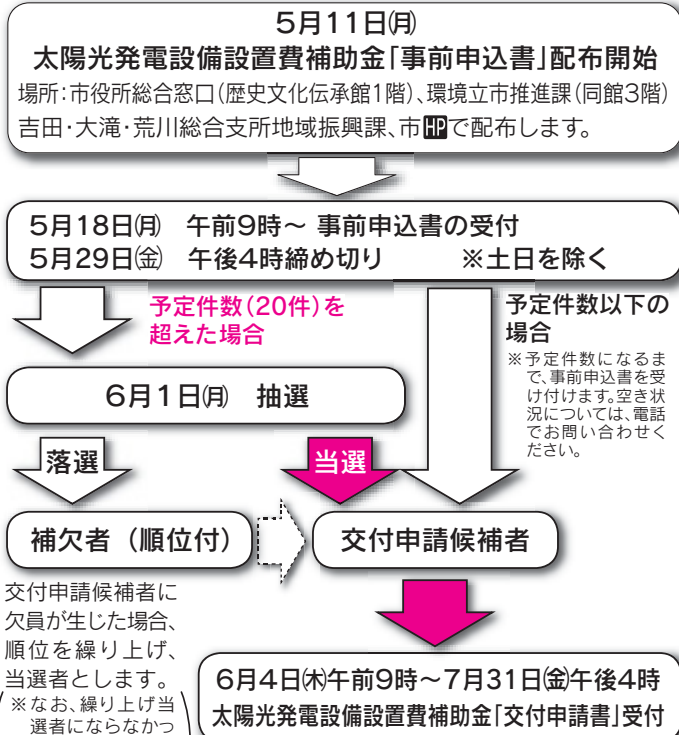 5月11日㈪
太陽光発電設備設置費補助金「事前申込書」配布開始
場所：市役所総合窓口（歴史文化伝承館1階）、環境立市推進課（同館3階）
吉田・大滝・荒川総合支所地域振興課、市HPで配布します。
5月18日㈪　午前9時～ 事前申込書の受付
5月29日㈮　午後4時締め切り　※土日を除く
予定件数（20件）を
超えた場合
予定件数以下の
場合
※予定件数になるま
で、事前申込書を受
け付けます。空き状
況については、電話
でお問い合わせく
ださい。
6月1日㈪　抽選
落選
当選
補欠者（順位付）
交付申請候補者
交付申請候補者に
欠員が生じた場合、
順位を繰り上げ、
当選者とします。
※なお、繰り上げ当
選者にならなかつ
6月4日㈭午前9時～7月31日㈮午後4時
太陽光発電設備設置費補助金「交付申請書」受付